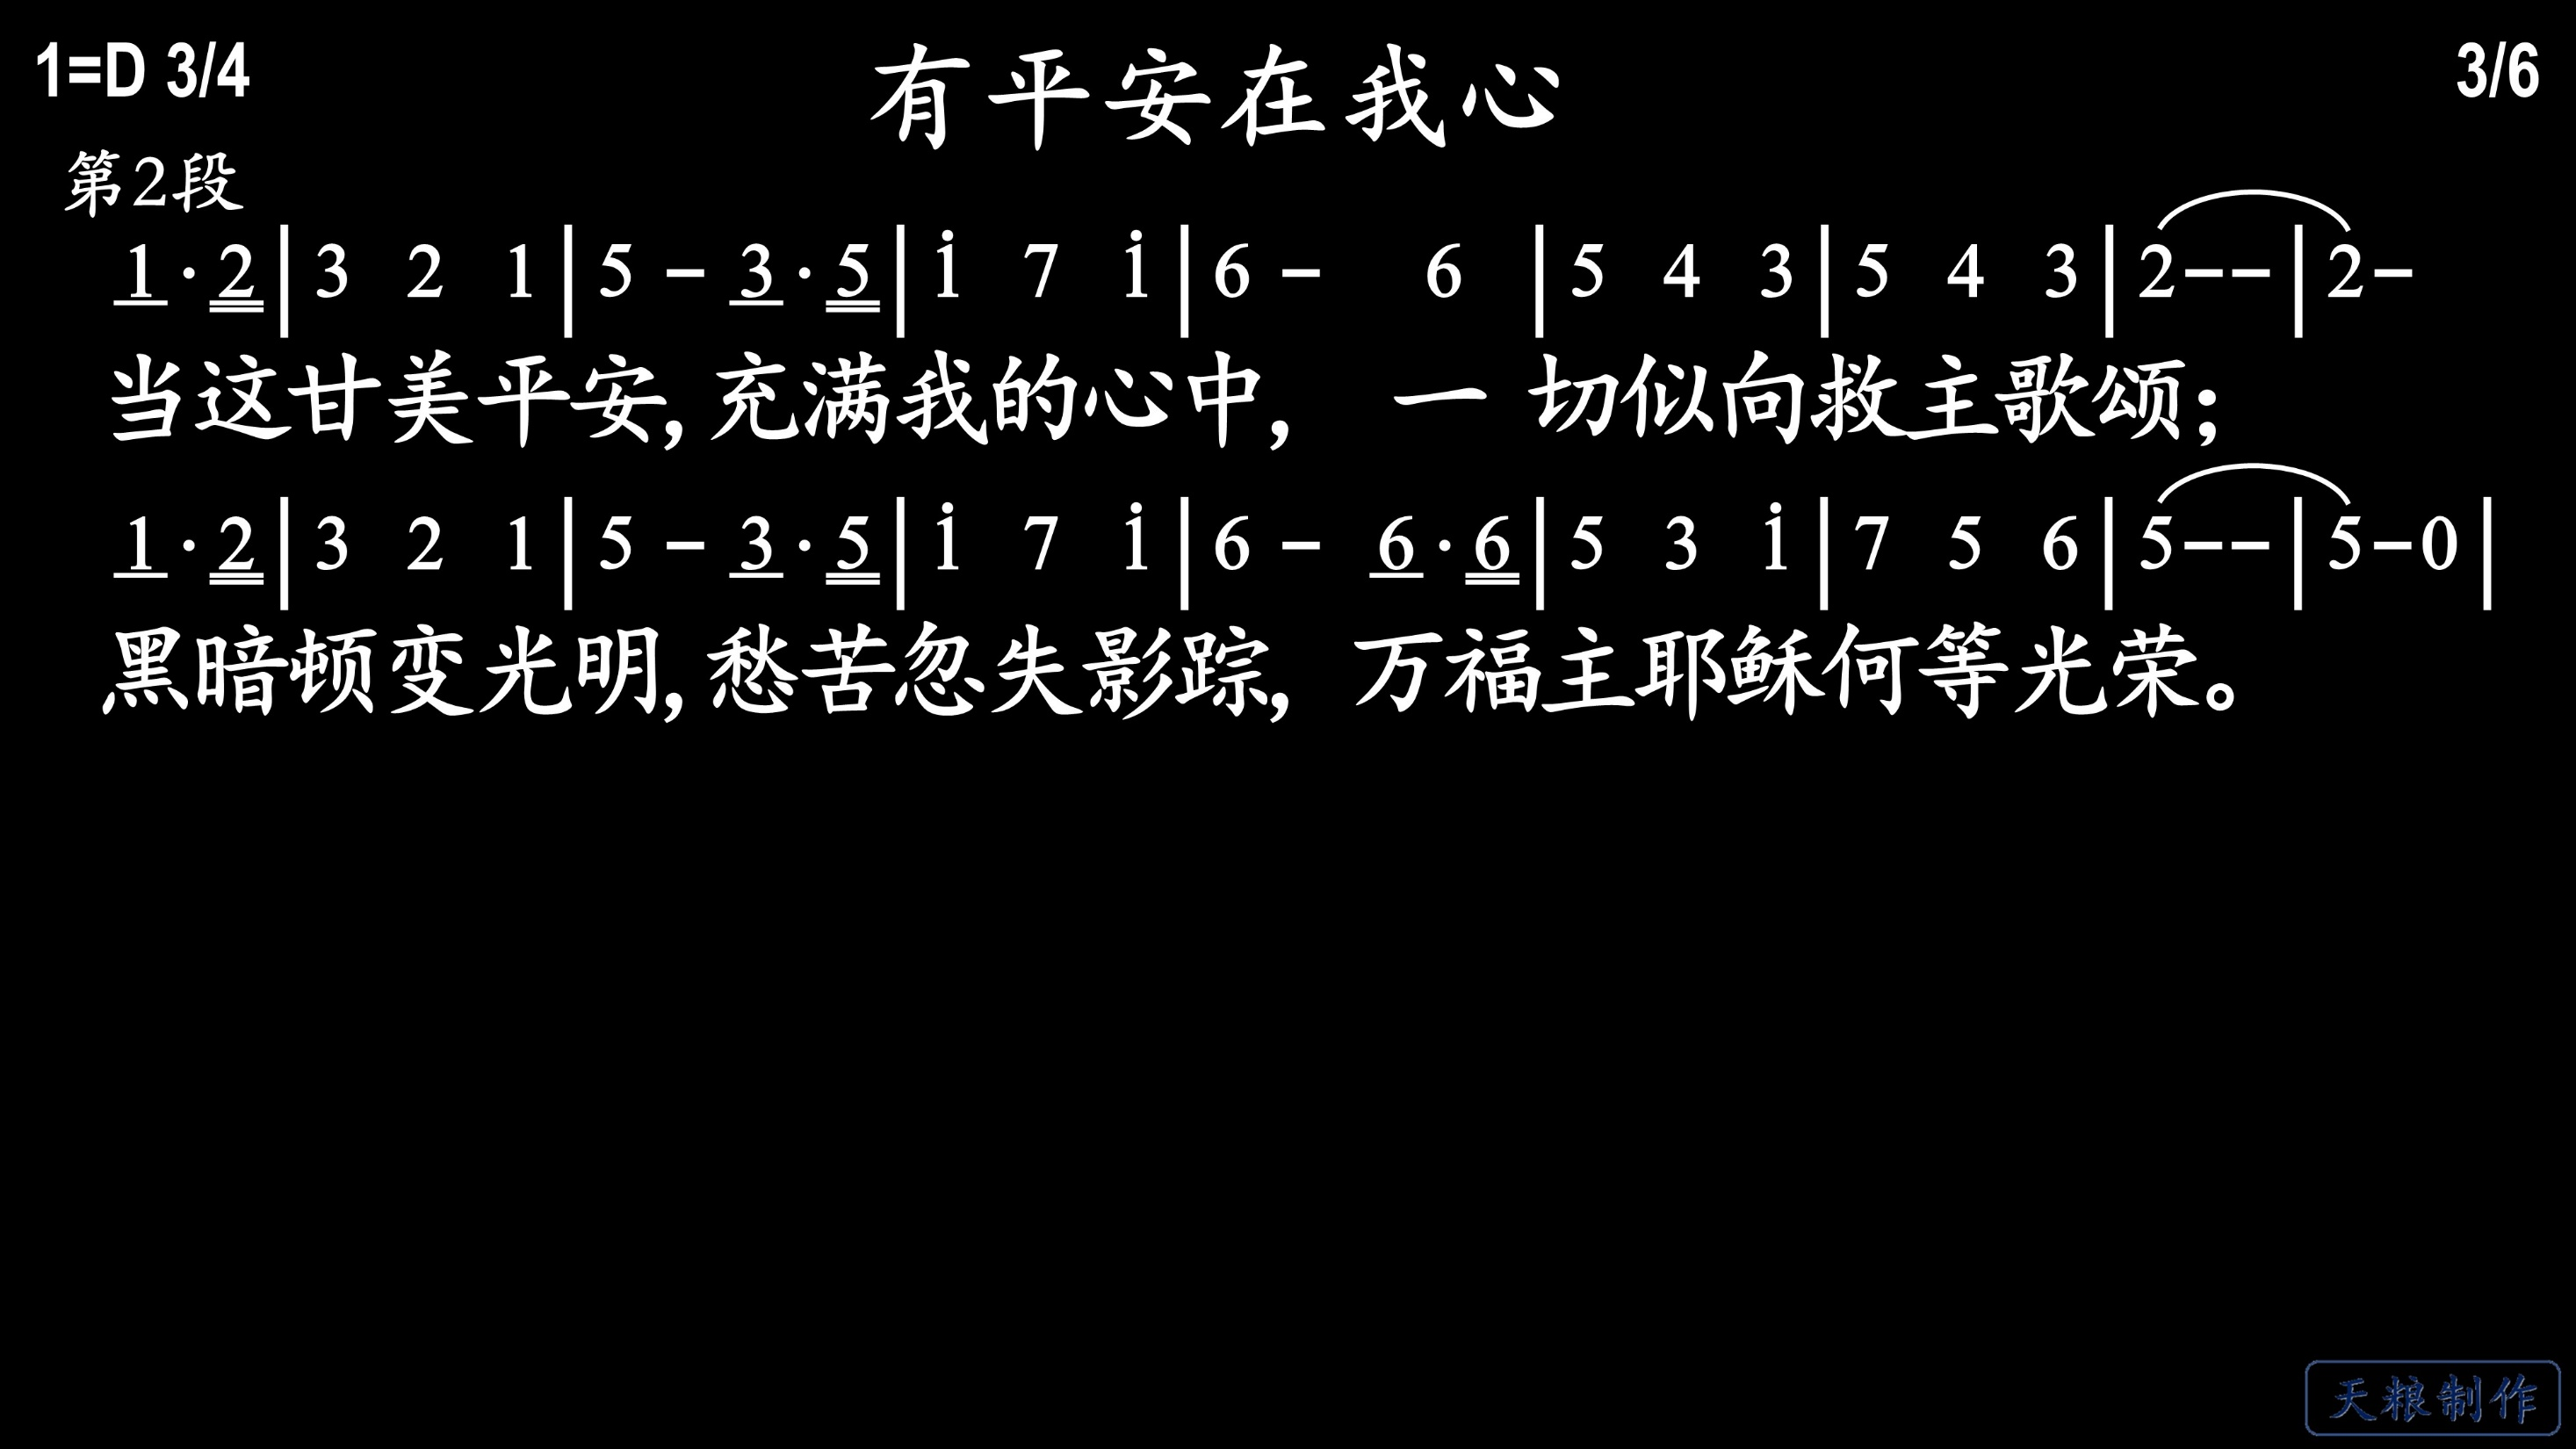 1=D 3/4 有平安在我心 3/6
第2段
1·2|3 2 1|5 - 3·5|i 7 i|6 - 6|5 4 3|5 4 3|2--|2-
当这甘美平安,充满我的心中, 一切似向救主歌颂;
1·2|3 2 1|5 - 3·5|i 7 i|6 - 6·6|5 3 i|7 5 6|5--|5-0|
黑暗顿变光明,愁苦忽失影踪, 万福主耶稣何等光荣。
天粮制作